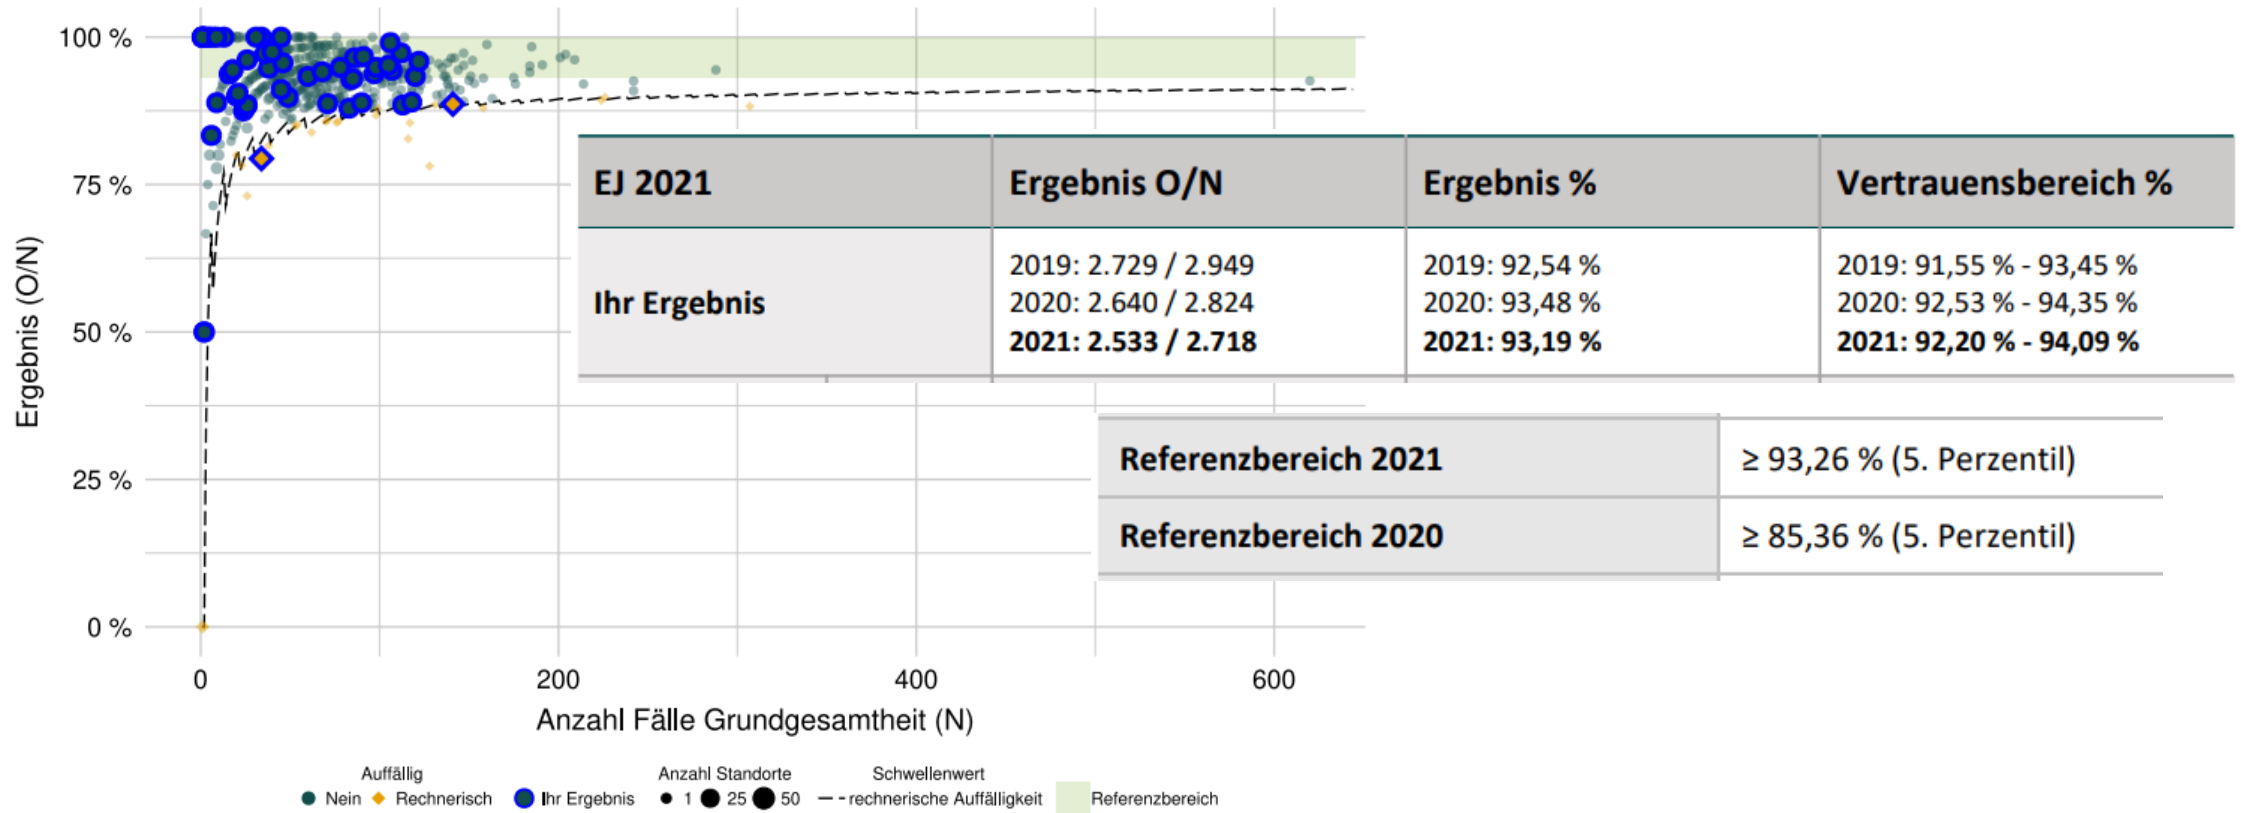 100 %
75 %
50 %
25 %
0 %
Ergebnis (O/N)
0
200
400
600
Anzahl Fälle Grundgesamtheit (N)
EJ 2021
Ergebnis O/N
Ergebnis %
Vertrauensbereich %
Ihr Ergebnis
2019: 2.729 / 2.949
2020: 2.640 / 2.824
2021: 2.533 / 2.718
2019: 92,54 %
2020: 93,48 %
2021: 93,19 %
2019: 91,55 % - 93,45 %
2020: 92,53 % - 94,35 %
2021: 92,20 % - 94,09 %
Referenzbereich 2021
≥ 93,26 % (5. Perzentil)
Referenzbereich 2020
≥ 85,36 % (5. Perzentil)
Auffällig
Nein
Rechnerisch
Ihr Ergebnis
Anzahl Standorte
1
25
50
Schwellenwert
rechnerische Auffälligkeit
Referenzbereich